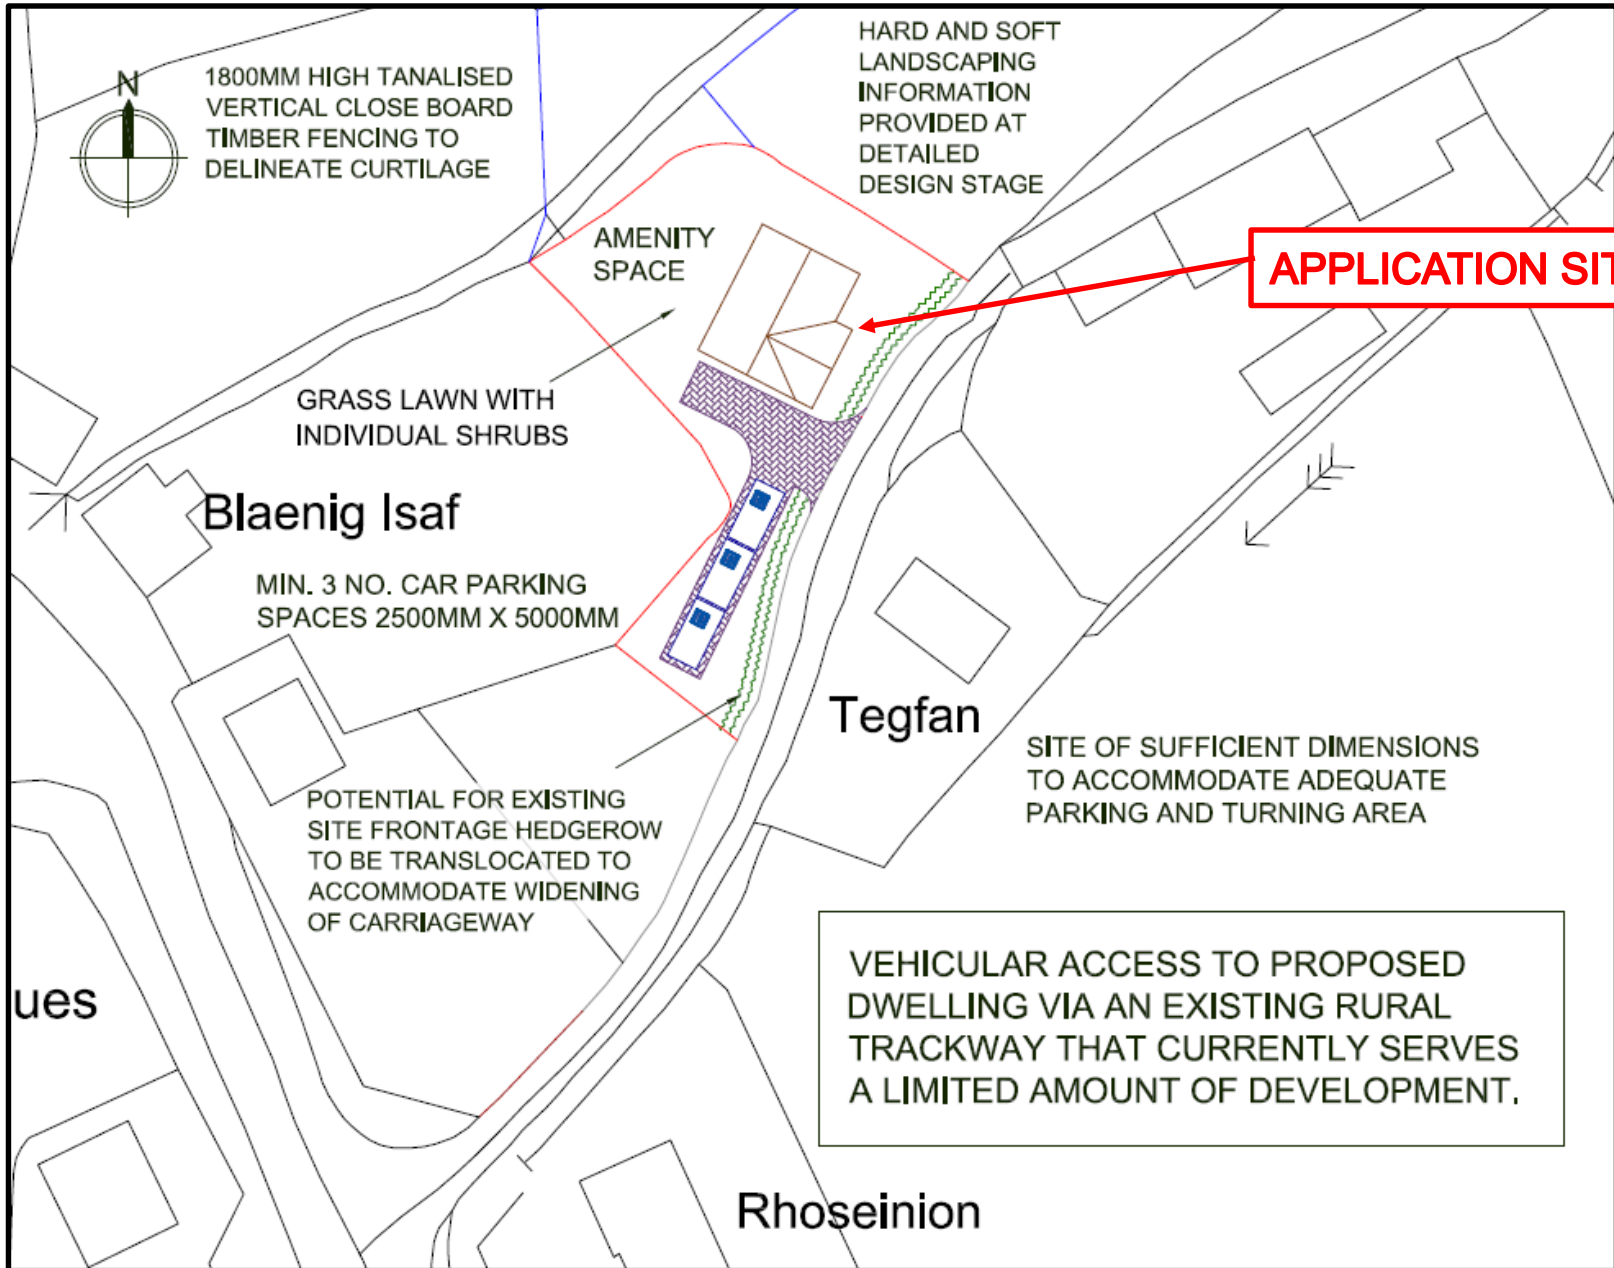 N
1800MM HIGH TANALISED
VERTICAL CLOSE BOARD
TIMBER FENCING TO
DELINEATE CURTILAGE
HARD AND SOFT
LANDSCAPING
INFORMATION
PROVIDED AT
DETAILED
DESIGN STAGE
AMENITY
SPACE
APPLICATION SIT
GRASS LAWN WITH
INDIVIDUAL SHRUBS
Blaenig Isaf
MIN. 3 NO. CAR PARKING
SPACES 2500MM X 5000MM
Tegfan
SITE OF SUFFICIENT DIMENSIONS
TO ACCOMMODATE ADEQUATE
PARKING AND TURNING AREA
POTENTIAL FOR EXISTING
SITE FRONTAGE HEDGEROW
TO BE TRANSLOCATED TO
ACCOMMODATE WIDENING
OF CARRIAGEWAY
ues
VEHICULAR ACCESS TO PROPOSED
DWELLING VIA AN EXISTING RURAL
TRACKWAY THAT CURRENTLY SERVES
A LIMITED AMOUNT OF DEVELOPMENT.
Rhoseinion